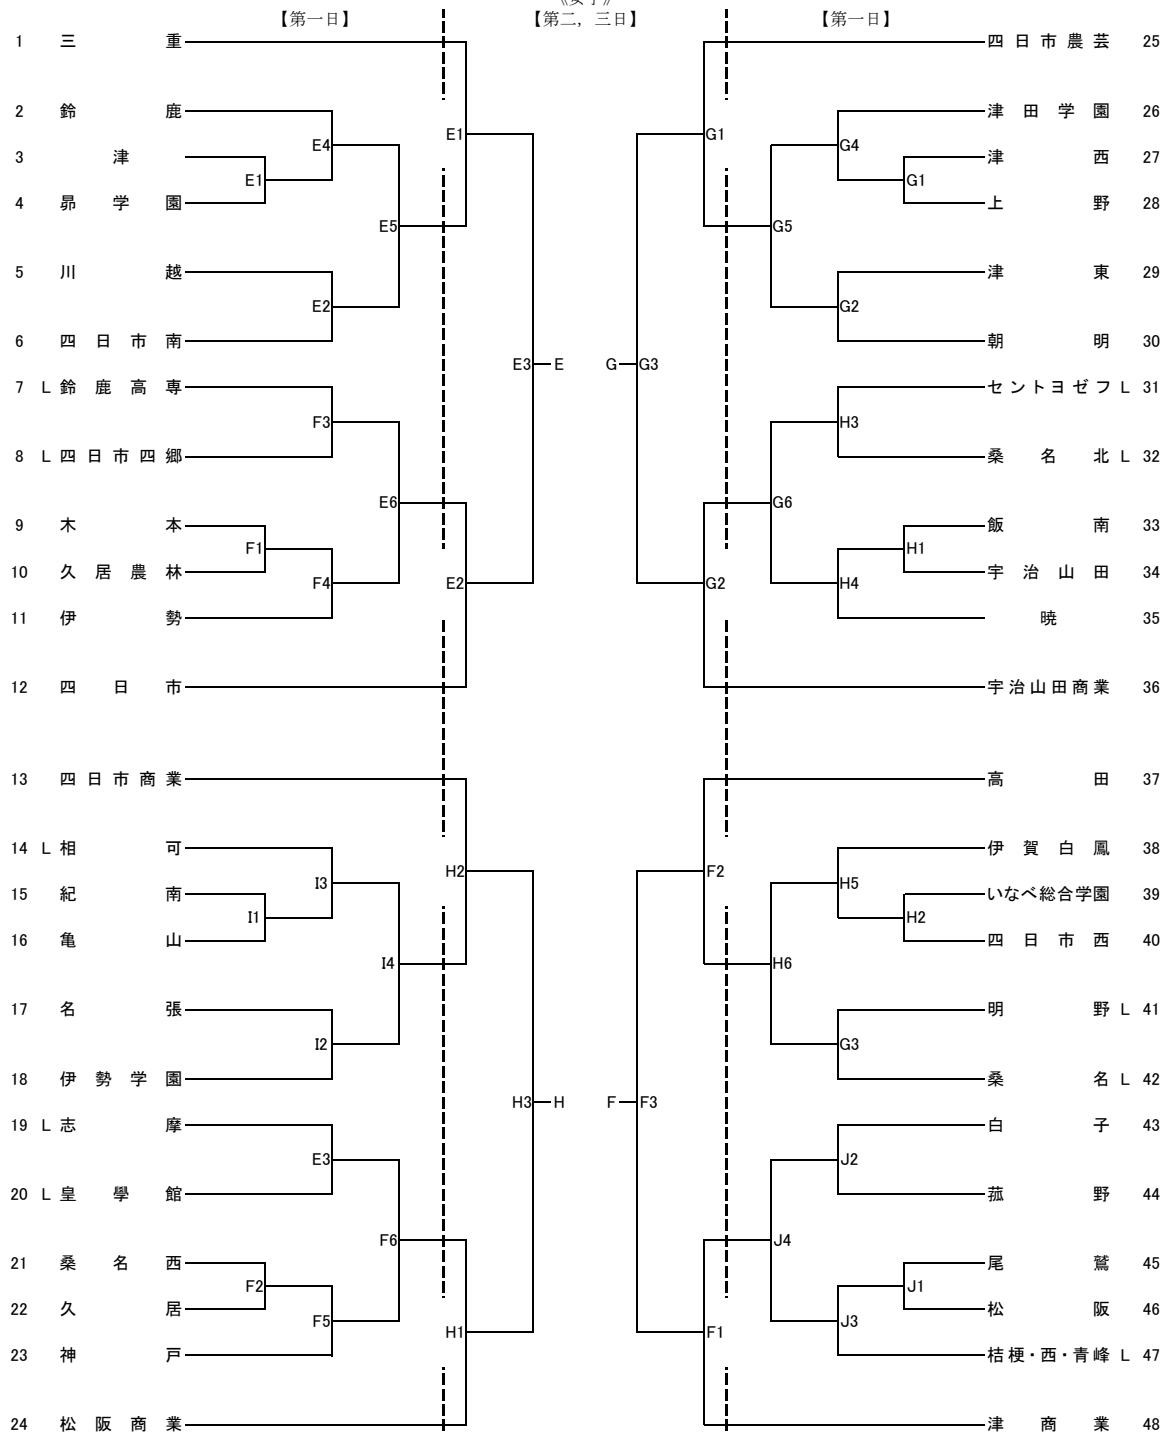 《女子》
【第一日】 【第二，三日】 【第一日】
1 三重 四日市農芸 25
2 鈴鹿 津田学園 26
E1 G1
E4 G4
3 津 津西 27
E1 G1
4 昴学園 上野 28
E5 G5
5 川越 津東 29
E2 G2
6 四日市南 朝明 30
E3 E G G3
7 L 鈴鹿高専 セントヨゼフ L 31
F3 H3
8 L 四日市四郷 桑名北 L 32
E6 G6
9 木本 飯南 33
F1 H1
10 久居農林 宇治山田 34
F4 E2 G2 H4
11 伊勢 暁 35
12 四日市 宇治山田商業 36
13 四日市商業 高田 37
14 L 相可 伊賀白鳳 38
H2 F2
I3 H5
15 紀南 いなべ総合学園 39
I1 H2
16 亀山 四日市西 40
I4 H6
17 名張 明野 L 41
I2 G3
18 伊勢学園 桑名 L 42
H3 H F F3
19 L 志摩 白子 43
E3 J2
20 L 皇學館 菰野 44
F6 J4
21 桑名西 尾鷲 45
F2 J1
22 久居 松阪 46
F5 H1 F1 J3
23 神戸 桔梗・西・青峰 L 47
24 松阪商業 津商業 48